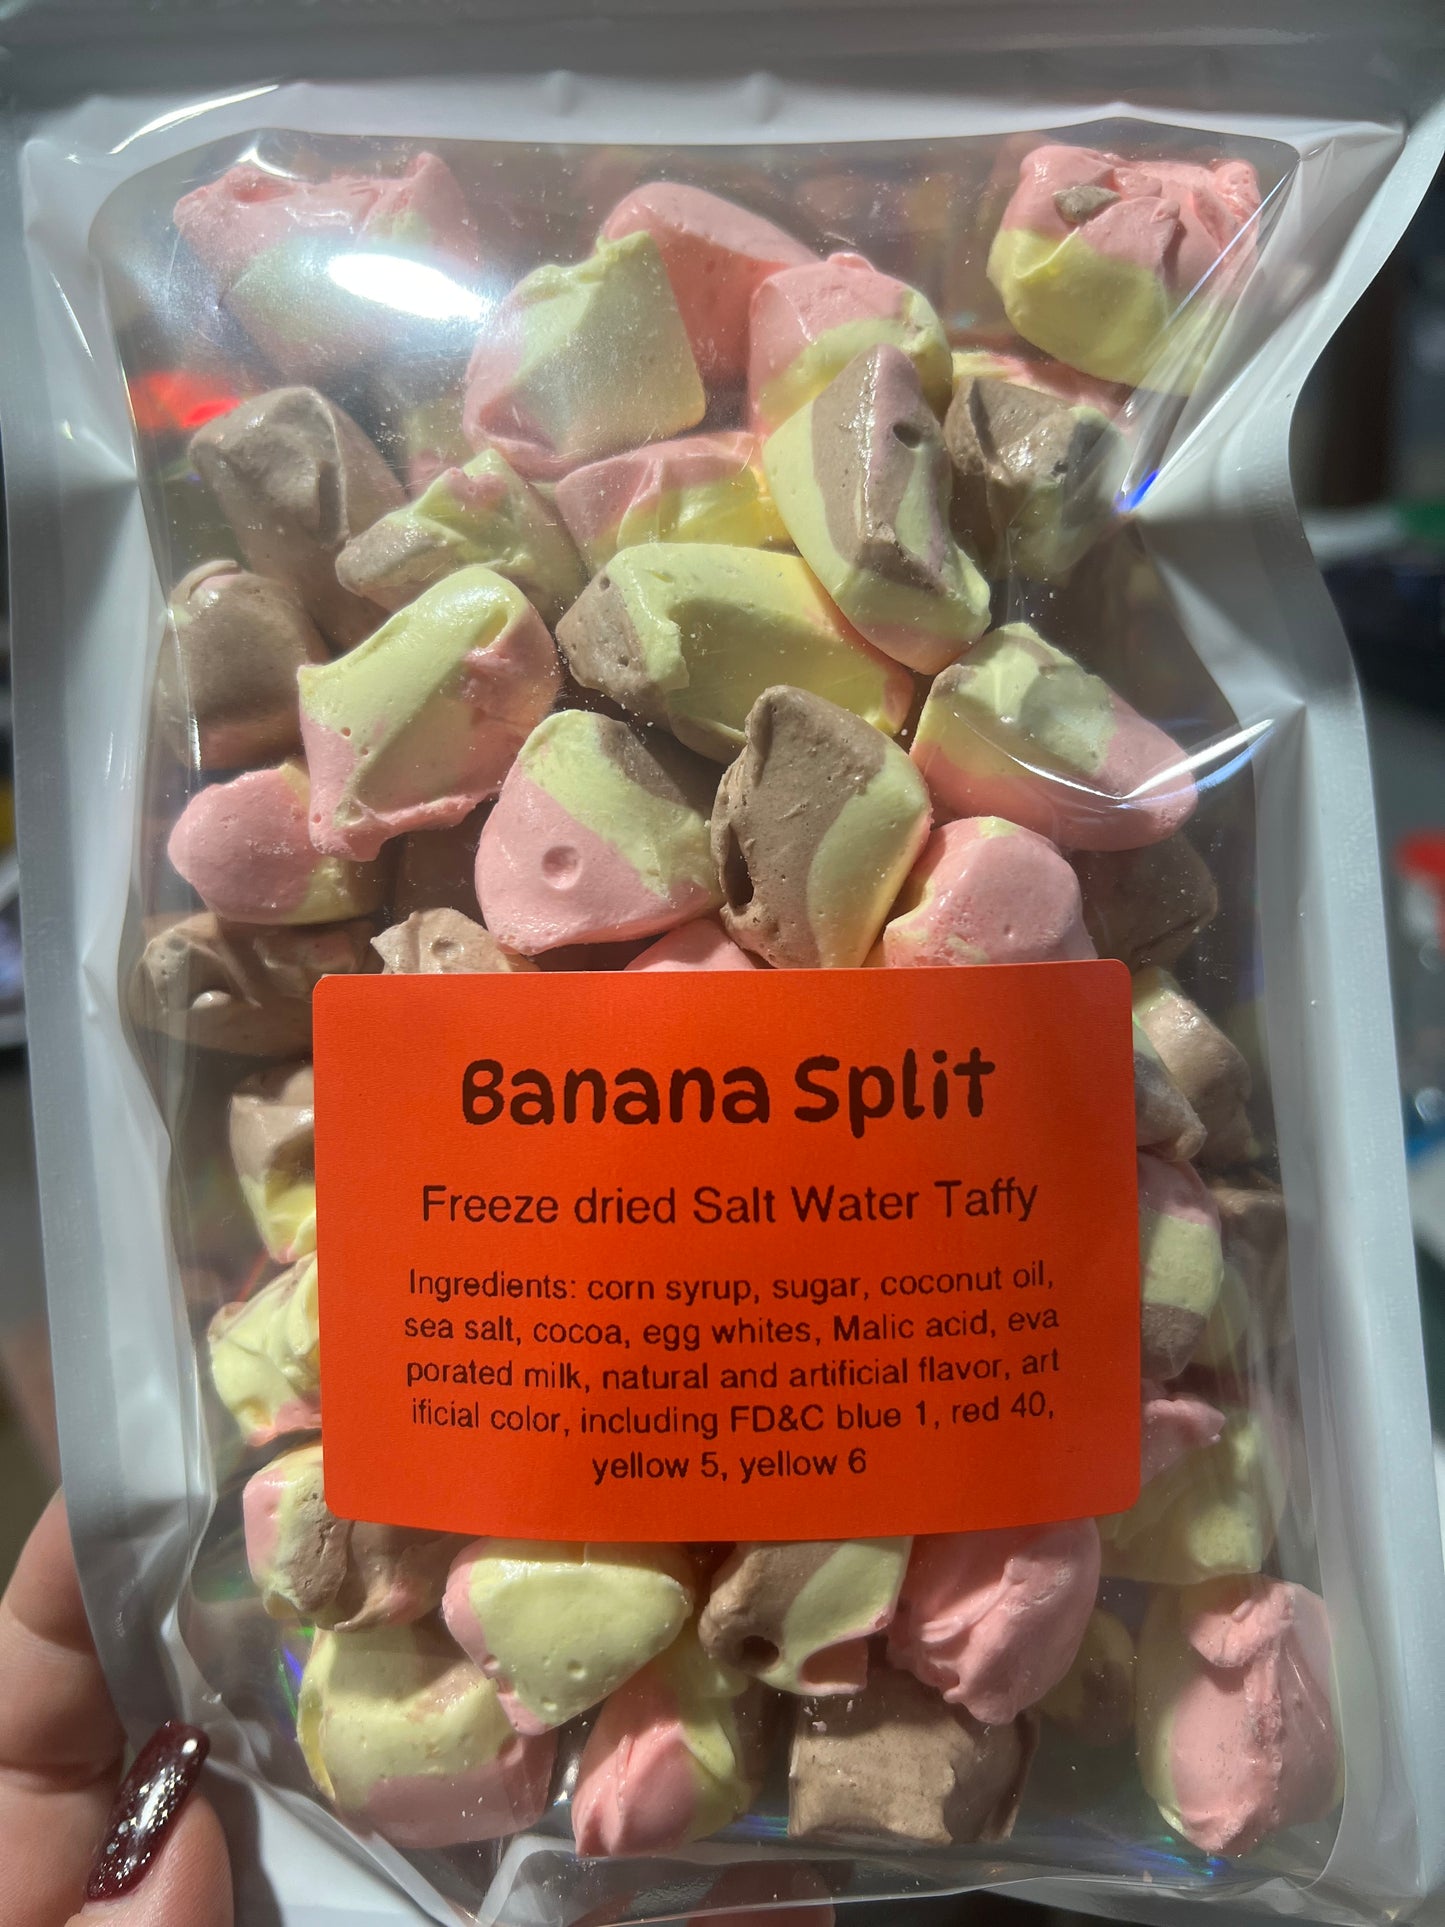 Banana Split
Freeze dried Salt Water Taffy
Ingredients: corn syrup, sugar, coconut oil,
sea salt, cocoa, egg whites, Malic acid, eva
porated milk, natural and artificial flavor, art
ificial color, including FD&C blue 1, red 40,
yellow 5, yellow 6